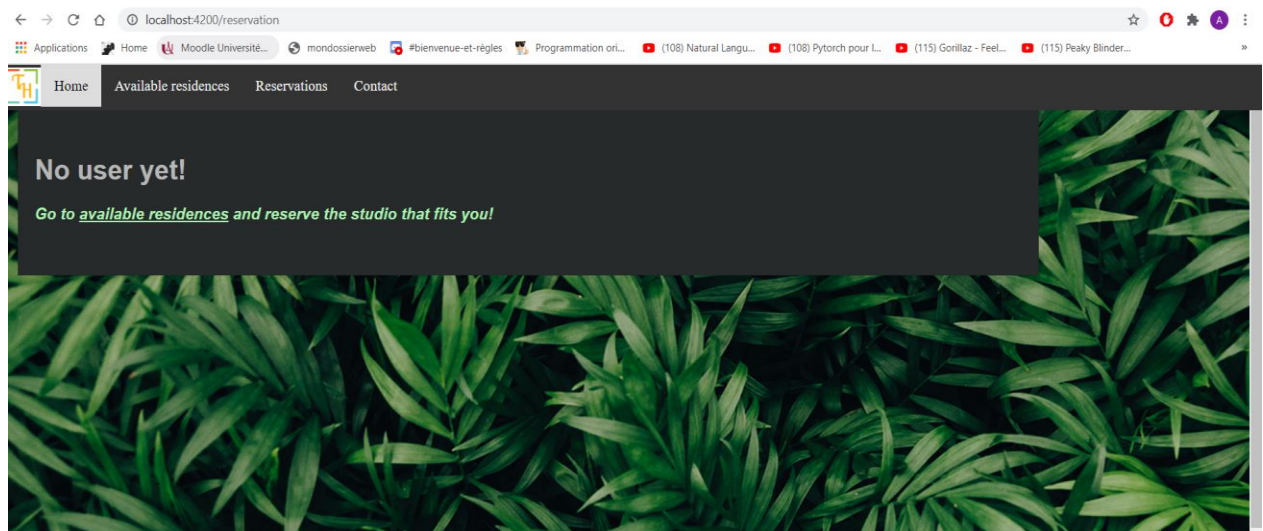 localhost:4200/reservation
Applications Home Moodle Université... mondossierweb #bienvenue-et-règles Programmation ori... (108) Natural Langu... (108) Pytorch pour l... (115) Gorillaz - Feel... (115) Peaky Blinder... »
TH Home Available residences Reservations Contact
No user yet!
Go to available residences and reserve the studio that fits you!